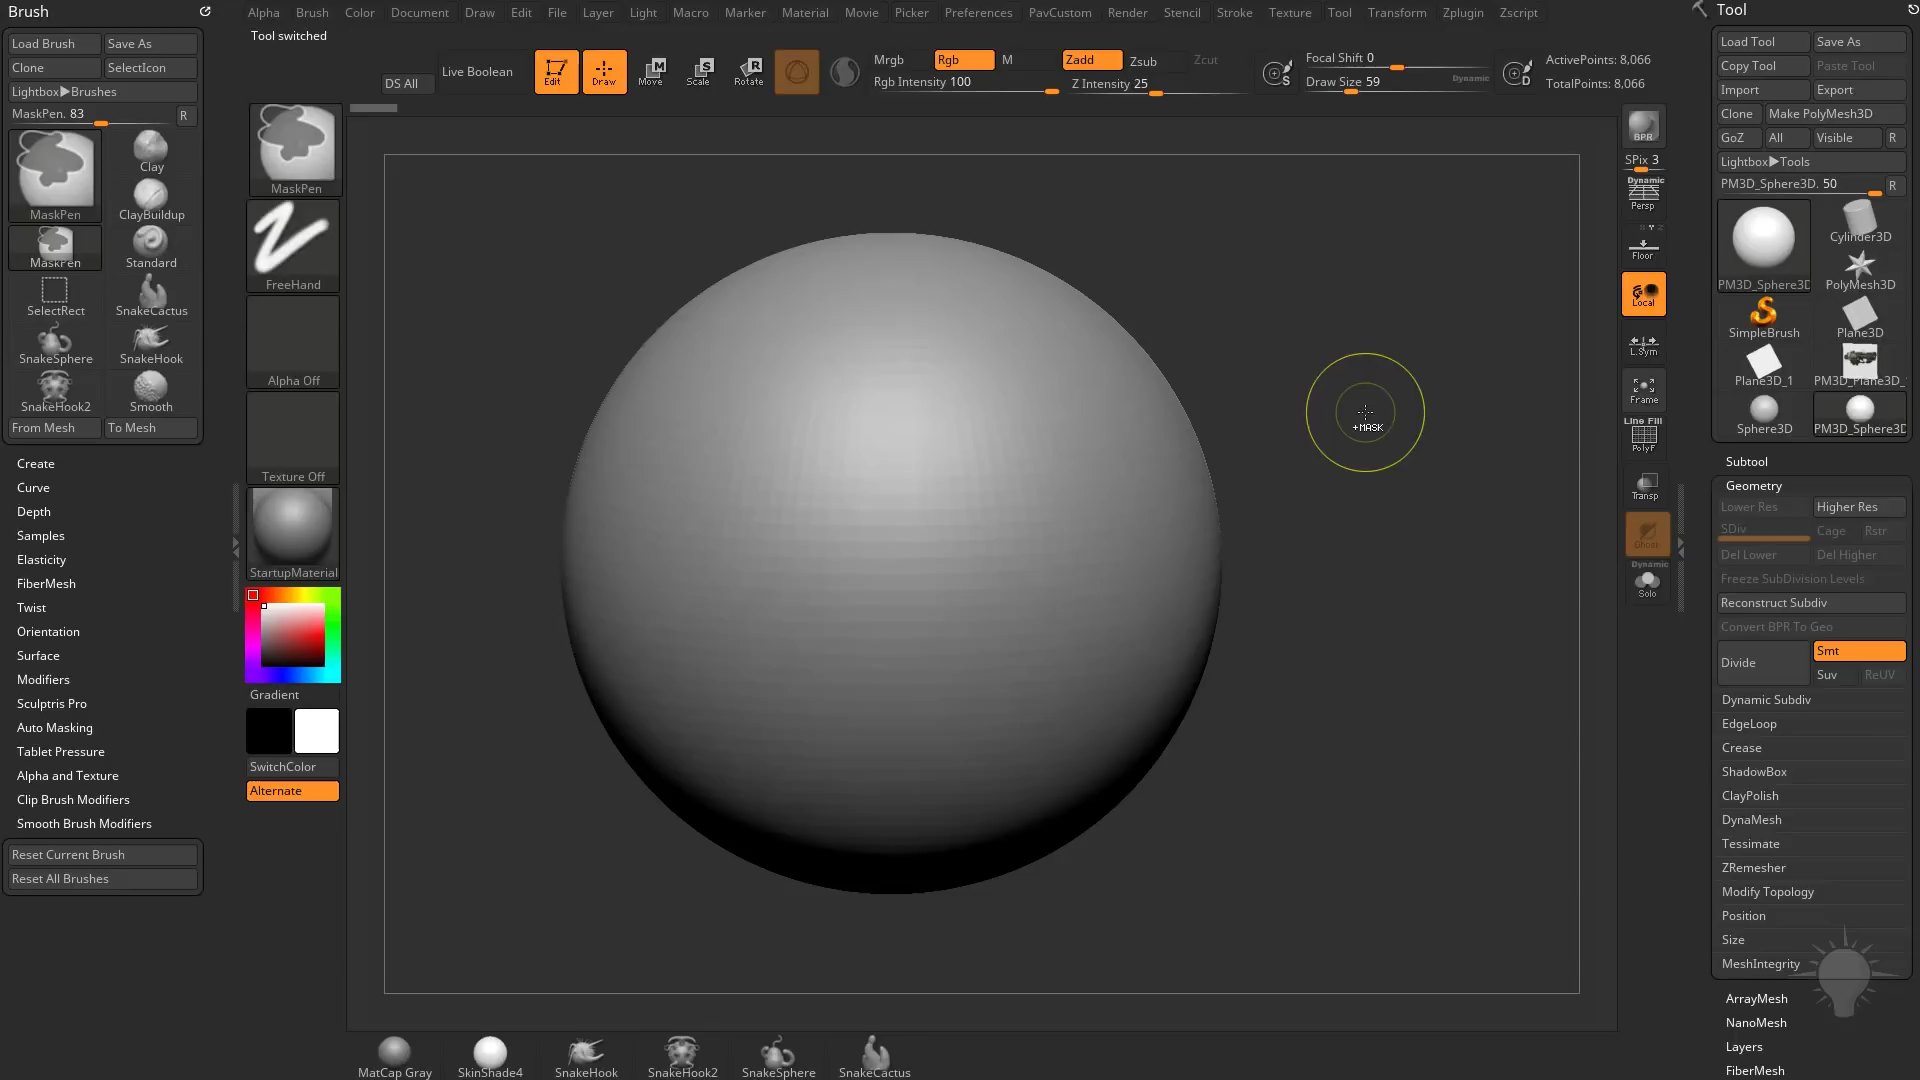 Brush
Load Brush
Save As
Clone
SelectIcon
Lightbox▶Brushes
MaskPen. 83
R
MaskPen
Clay
ClayBuildup
MaskPen
Standard
SelectRect
SnakeCactus
SnakeSphere
SnakeHook
SnakeHook2
Smooth
From Mesh
To Mesh
Create
Curve
Depth
Samples
Elasticity
FiberMesh
Twist
Orientation
Surface
Modifiers
Sculptris Pro
Auto Masking
Tablet Pressure
Alpha and Texture
Clip Brush Modifiers
Smooth Brush Modifiers
Reset Current Brush
Reset All Brushes
Alpha Brush Color Document Draw Edit File Layer Light Macro Marker Material Movie Picker Preferences PavCustom Render Stencil Stroke Texture Tool Transform Zplugin Zscript
Tool switched
DS All
Live Boolean
Edit
Draw
Move
Scale
Rotate
Mrgb
Rgb
M
Rgb Intensity 100
Zadd
Zsub
Zcut
Z Intensity 25
Focal Shift 0
Draw Size 59
Dynamic
ActivePoints: 8,066
TotalPoints: 8,066
MaskPen
FreeHand
Alpha Off
Texture Off
StartupMaterial
Gradient
SwitchColor
Alternate
+MASK
MatCap Gray
SkinShade4
SnakeHook
SnakeHook2
SnakeSphere
SnakeCactus
BPR
SPix 3
Dynamic
Persp
Floor
Local
L.Sym
Frame
Line Fill
PolyF
Transp
Ghost
Dynamic
Solo
Tool
Load Tool
Save As
Copy Tool
Paste Tool
Import
Export
Clone
Make PolyMesh3D
GoZ
All
Visible
R
Lightbox▶Tools
PM3D_Sphere3D. 50
R
PM3D_Sphere3D
Cylinder3D
PolyMesh3D
SimpleBrush
Plane3D
Plane3D_1
PM3D_Plane3D_
Sphere3D
PM3D_Sphere3D
Subtool
Geometry
Lower Res
Higher Res
SDiv
Cage
Rstr
Del Lower
Del Higher
Freeze SubDivision Levels
Reconstruct Subdiv
Convert BPR To Geo
Divide
Smt
Suv
ReUV
Dynamic Subdiv
EdgeLoop
Crease
ShadowBox
ClayPolish
DynaMesh
Tessimate
ZRemesher
Modify Topology
Position
Size
MeshIntegrity
ArrayMesh
NanoMesh
Layers
FiberMesh